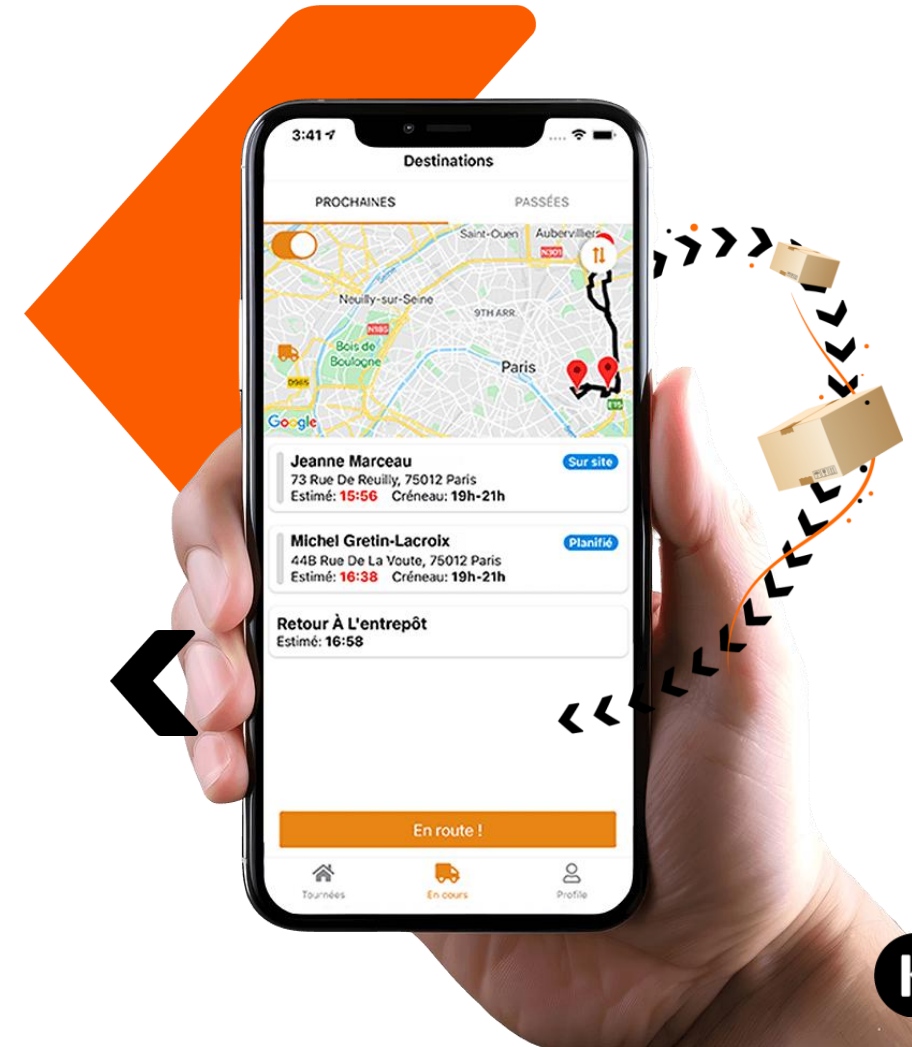 3:41
Destinations
PROCHAINES PASSÉES
Saint-Ouen Aubervilliers
N301
Neuilly-sur-Seine
9TH ARR.
N185
Bois de
Boulogne
Paris
D985
E15
Google
Jeanne Marceau Sur site
73 Rue De Reuilly, 75012 Paris
Estimé: 15:56 Créneau: 19h-21h
Michel Gretin-Lacroix Planifié
44B Rue De La Voute, 75012 Paris
Estimé: 16:38 Créneau: 19h-21h
Retour À L'entrepôt
Estimé: 16:58
En route !
Tournées En cours Profile